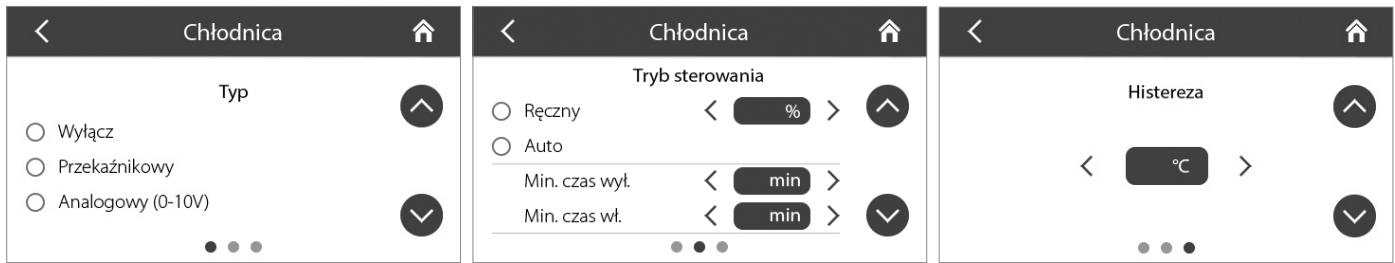 Chłodnica
Typ
Wyłącz
Przekaźnikowy
Analogowy (0-10V)
Chłodnica
Tryb sterowania
Ręczny %
Auto
Min. czas wył. min
Min. czas wł. min
Chłodnica
Histereza
°C